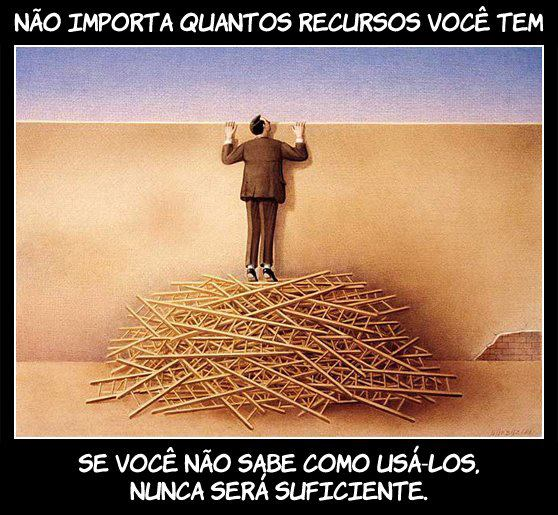 NÃO IMPORTA QUANTOS RECURSOS VOCÊ TEM
SE VOCÊ NÃO SABE COMO USÁ-LOS,
NUNCA SERÁ SUFICIENTE.